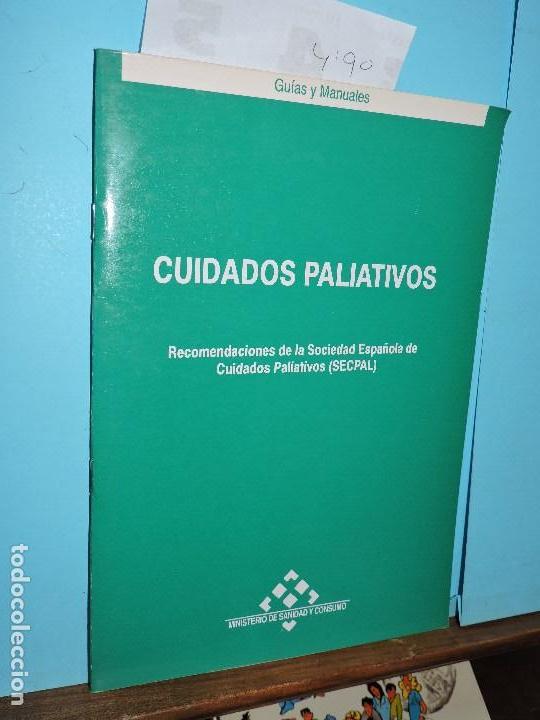 4:90
Guías y Manuales
CUIDADOS PALIATIVOS
Recomendaciones de la Sociedad Española de
Cuidados Paliativos (SECPAL)
MINISTERIO DE SANIDAD Y CONSUMO
todocoleccion.net